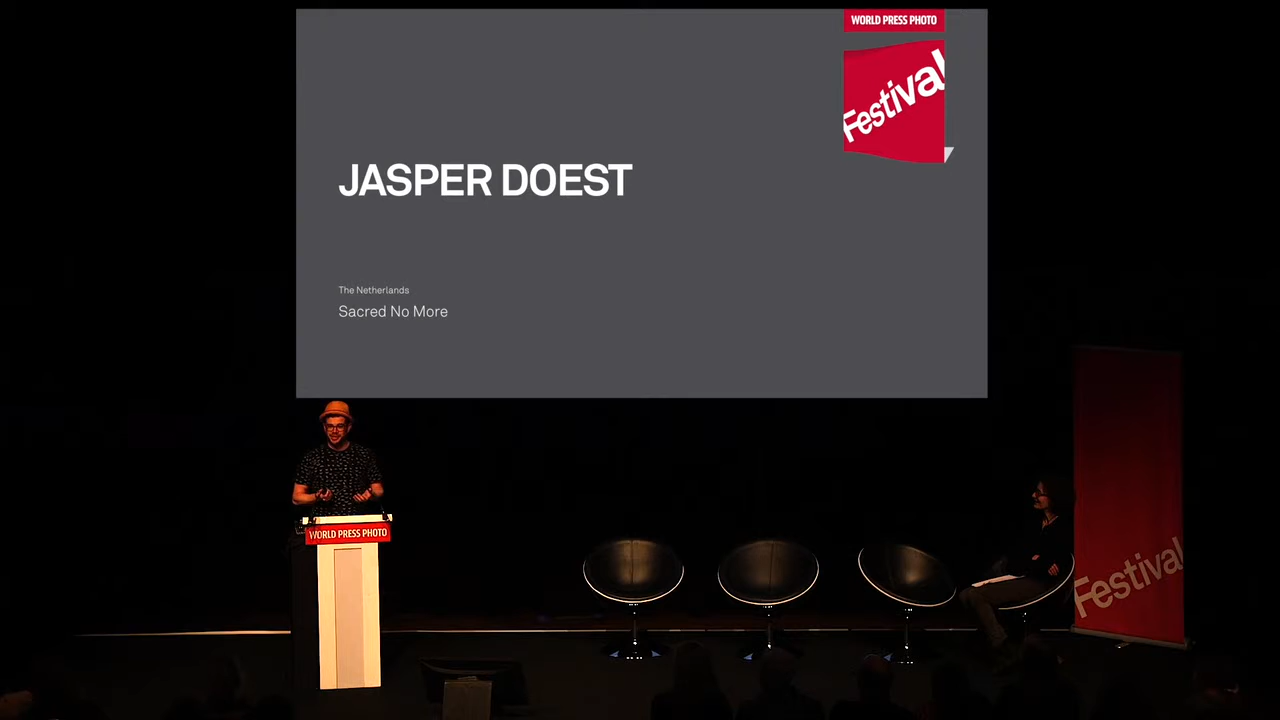 WORLD PRESS PHOTO
Festival
JASPER DOEST
The Netherlands
Sacred No More
WORLD PRESS PHOTO
Festival